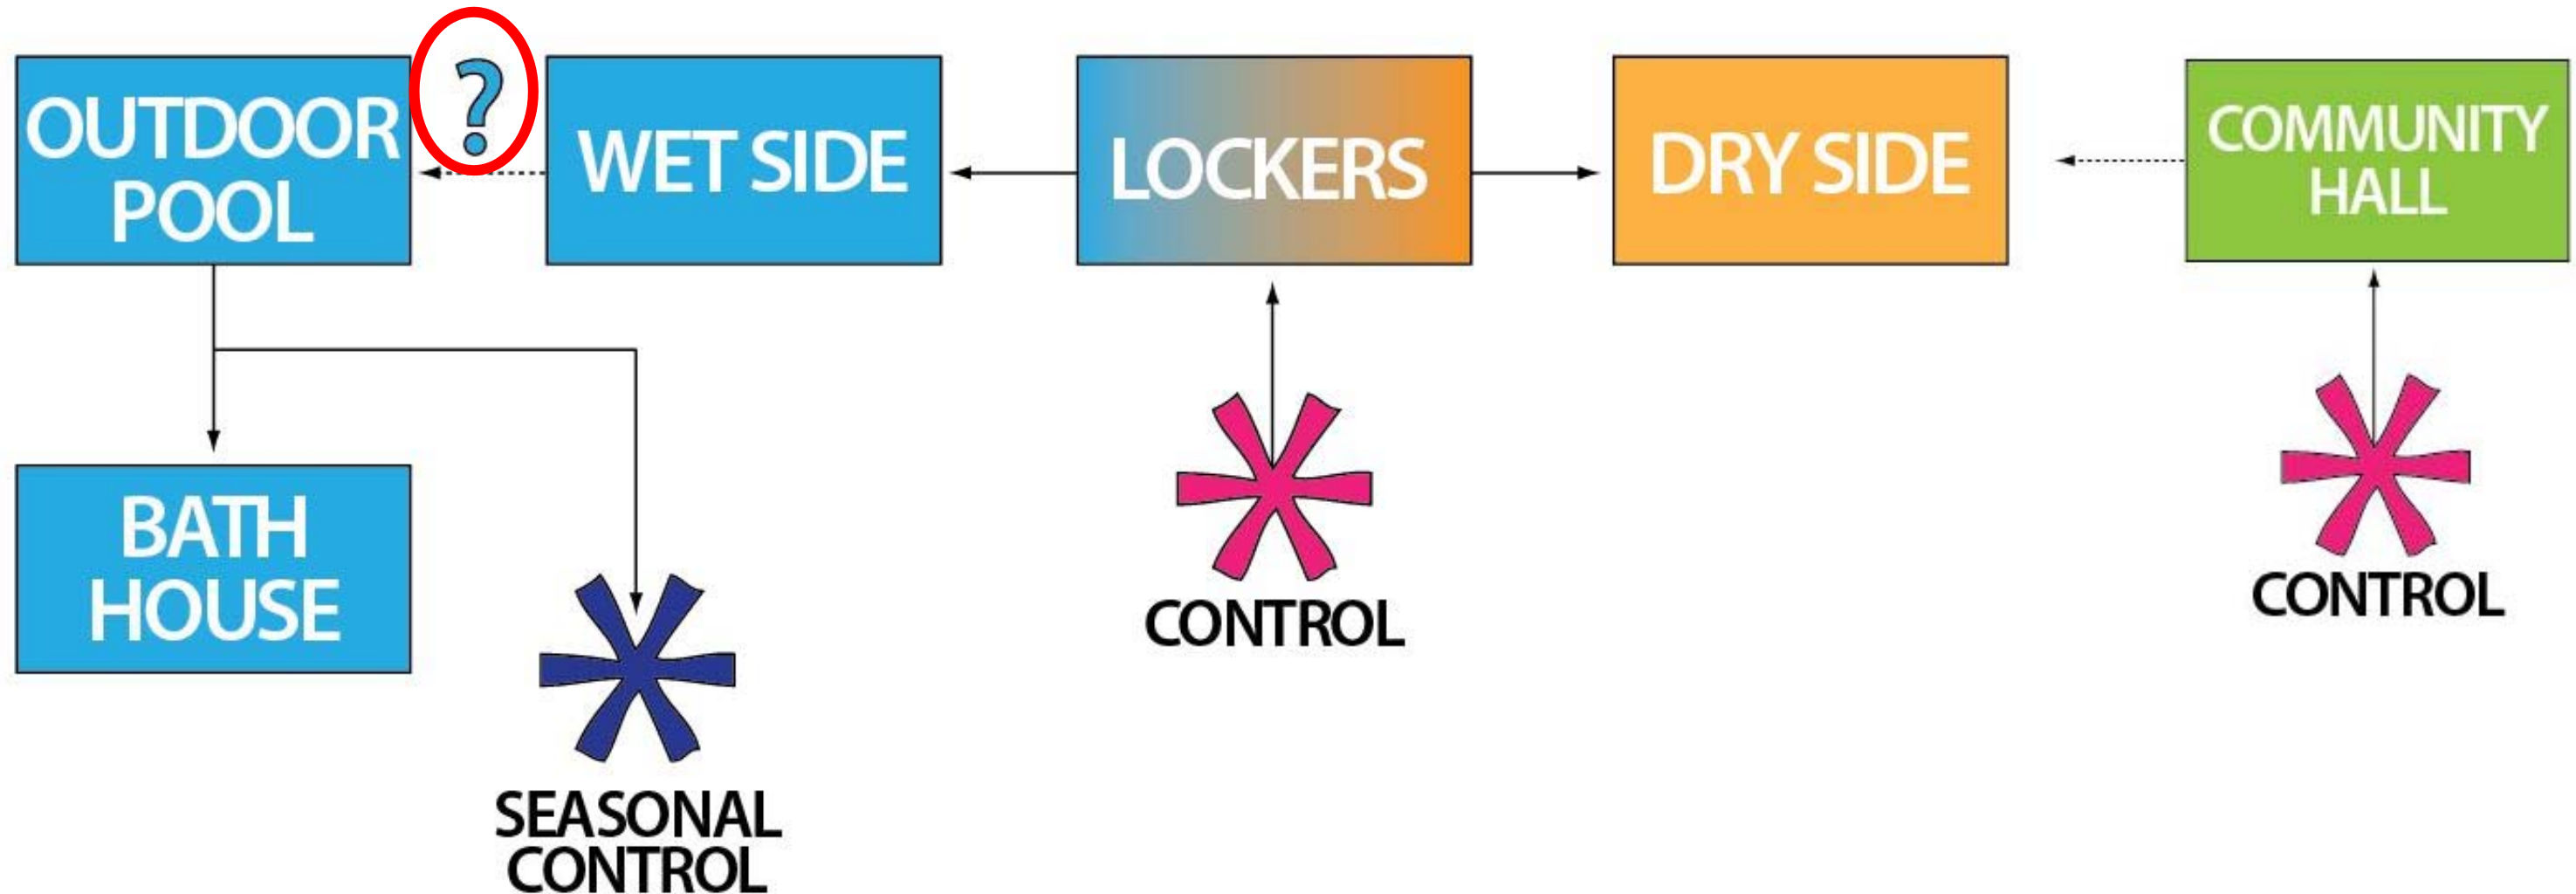 OUTDOOR
POOL
?
WET SIDE
LOCKERS
DRY SIDE
COMMUNITY
HALL
BATH
HOUSE
SEASONAL
CONTROL
CONTROL
CONTROL